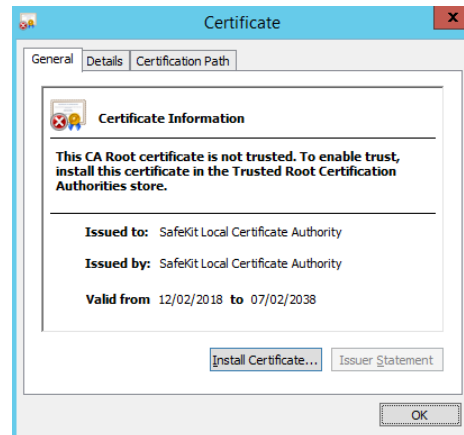 Certificate
x
General Details Certification Path
Certificate Information
This CA Root certificate is not trusted. To enable trust,
install this certificate in the Trusted Root Certification
Authorities store.
Issued to: SafeKit Local Certificate Authority
Issued by: SafeKit Local Certificate Authority
Valid from 12/02/2018 to 07/02/2038
Install Certificate... Issuer Statement
OK